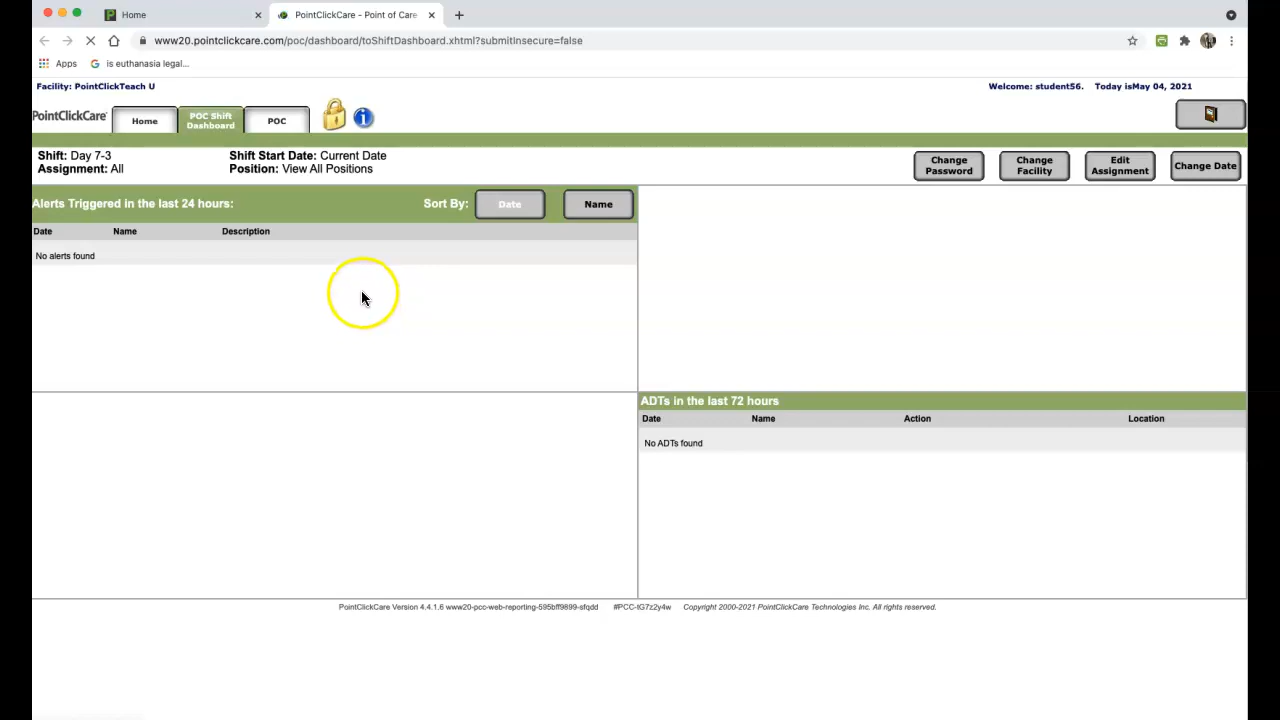 Home
PointClickCare - Point of Care
www20.pointclickcare.com/poc/dashboard/toShiftDashboard.xhtml?submitInsecure=false
Apps
is euthanasia legal...
Facility: PointClickTeach U
Welcome: student56. Today isMay 04, 2021
PointClickCare
Home
POC Shift
Dashboard
POC
Shift: Day 7-3
Shift Start Date: Current Date
Assignment: All
Position: View All Positions
Change
Password
Change
Facility
Edit
Assignment
Change Date
Alerts Triggered in the last 24 hours:
Sort By:
Date
Name
Date Name Description
No alerts found
ADTs in the last 72 hours
Date Name Action Location
No ADTs found
PointClickCare Version 4.4.1.6 www20-pcc-web-reporting-595bff9899-sfqdd #PCC-tG7z2y4w Copyright 2000-2021 PointClickCare Technologies Inc. All rights reserved.